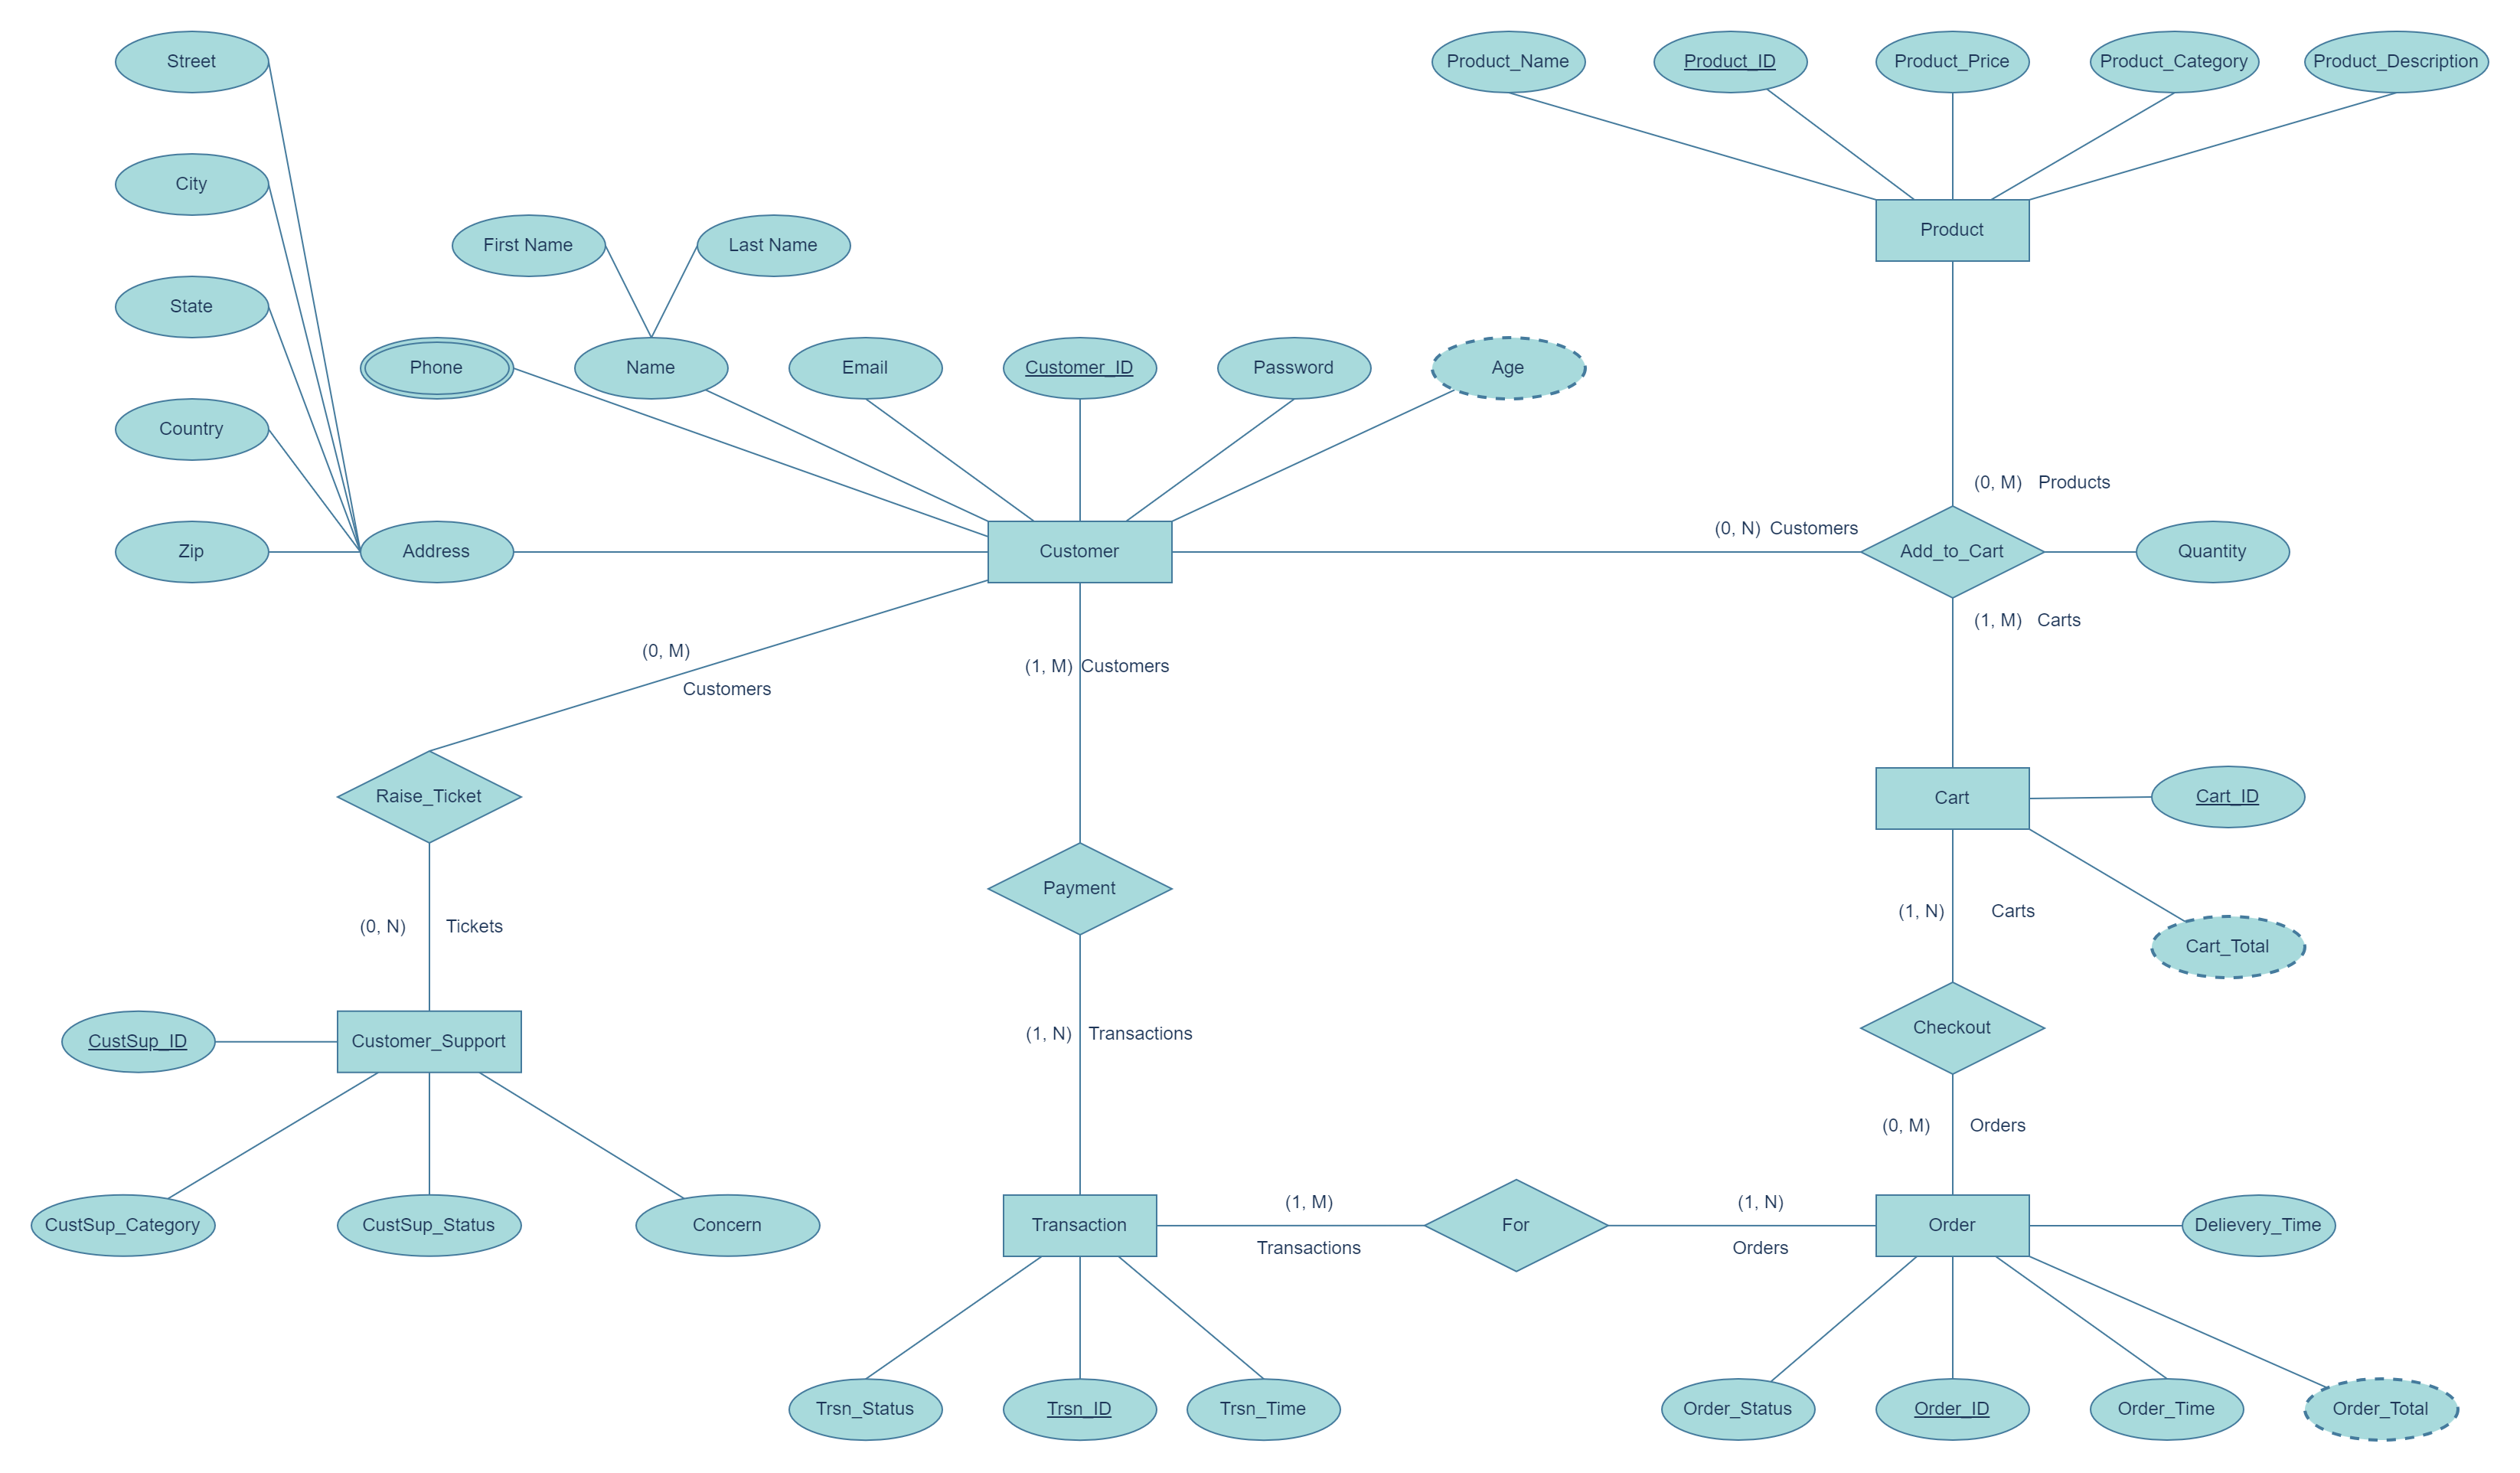 Street
Product_Name
Product_ID
Product_Price
Product_Category
Product_Description
City
Product
First Name
Last Name
State
Phone
Name
Email
Customer_ID
Password
Age
Country
(0, M) Products
(0, N) Customers
Zip
Address
Customer
Add_to_Cart
Quantity
(1, M) Carts
(0, M)
Customers
(1, M) Customers
Raise_Ticket
Cart
Cart_ID
Payment
(0, N) Tickets
(1, N) Carts
Cart_Total
(1, N) Transactions
Checkout
CustSup_ID
Customer_Support
(0, M) Orders
(1, M)
(1, N)
CustSup_Category
CustSup_Status
Concern
Transaction
For
Order
Delievery_Time
Transactions
Orders
Trsn_Status
Trsn_ID
Trsn_Time
Order_Status
Order_ID
Order_Time
Order_Total